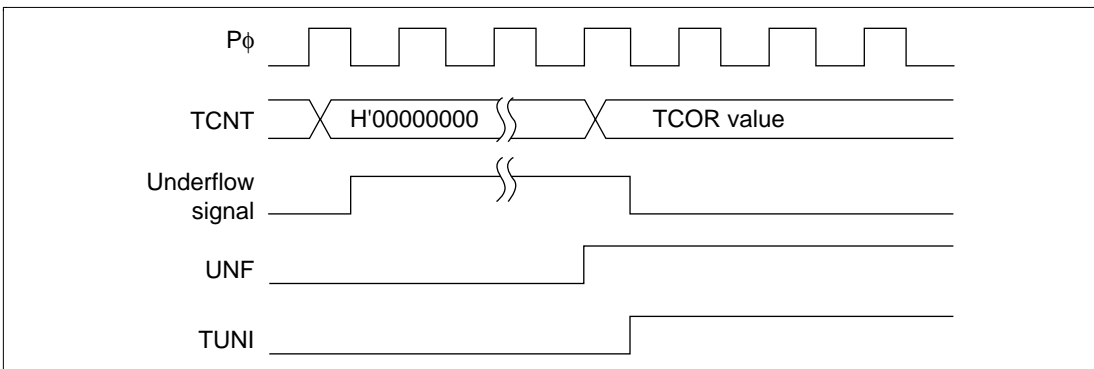 Pϕ
TCNT H'00000000 TCOR value
Underflow
signal
UNF
TUNI